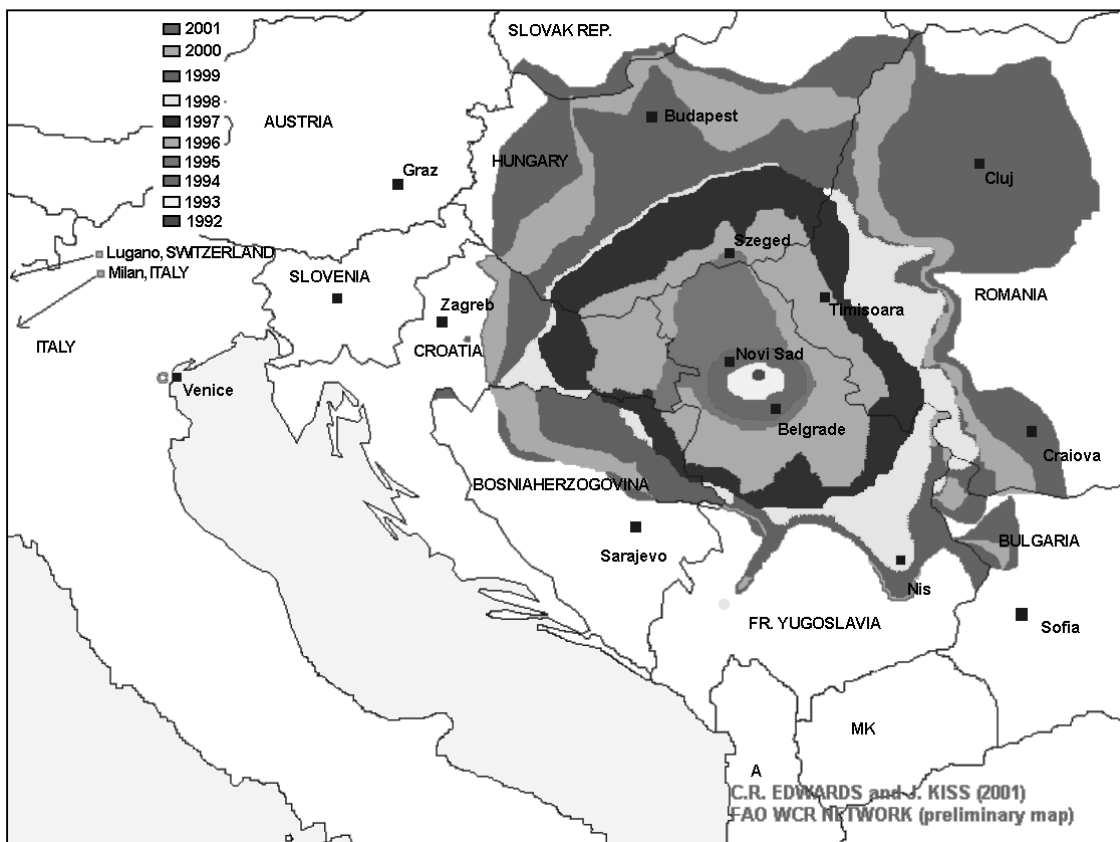 2001
2000
1999
1998
1997
1996
1995
1994
1993
1992
SLOVAK REP.
AUSTRIA
Budapest
HUNGARY
Graz
Cluj
Lugano, SWITZERLAND
Milan, ITALY
Szeged
SLOVENIA
Zagreb
Timisoara
ROMANIA
ITALY
CROATIA
Novi Sad
Venice
Belgrade
Craiova
BOSNIAHERZOGOVINA
Sarajevo
BULGARIA
Nis
FR. YUGOSLAVIA
Sofia
MK
A
C.R. EDWARDS and J. KISS (2001)
FAO WCR NETWORK (preliminary map)